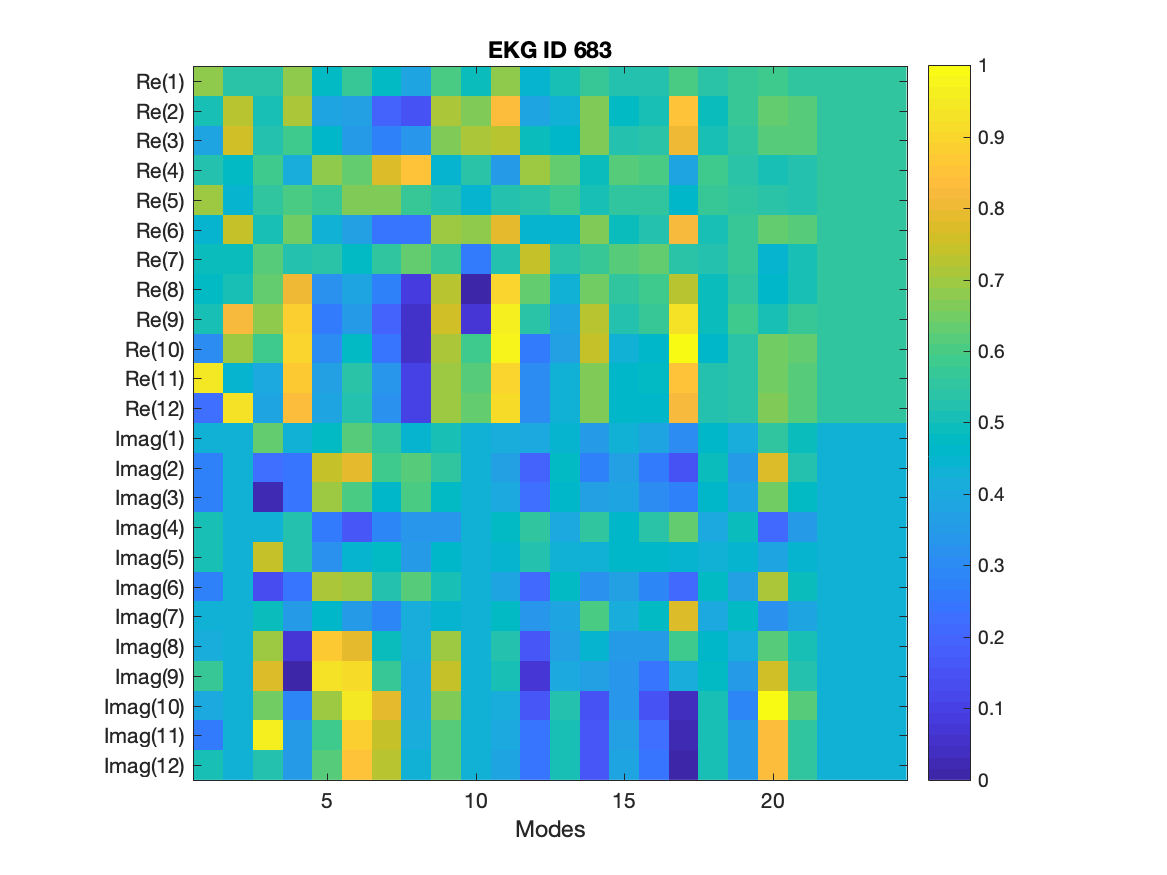 EKG ID 683
Re(1)
Re(2)
Re(3)
Re(4)
Re(5)
Re(6)
Re(7)
Re(8)
Re(9)
Re(10)
Re(11)
Re(12)
Imag(1)
Imag(2)
Imag(3)
Imag(4)
Imag(5)
Imag(6)
Imag(7)
Imag(8)
Imag(9)
Imag(10)
Imag(11)
Imag(12)
5 10 15 20
Modes
1
0.9
0.8
0.7
0.6
0.5
0.4
0.3
0.2
0.1
0